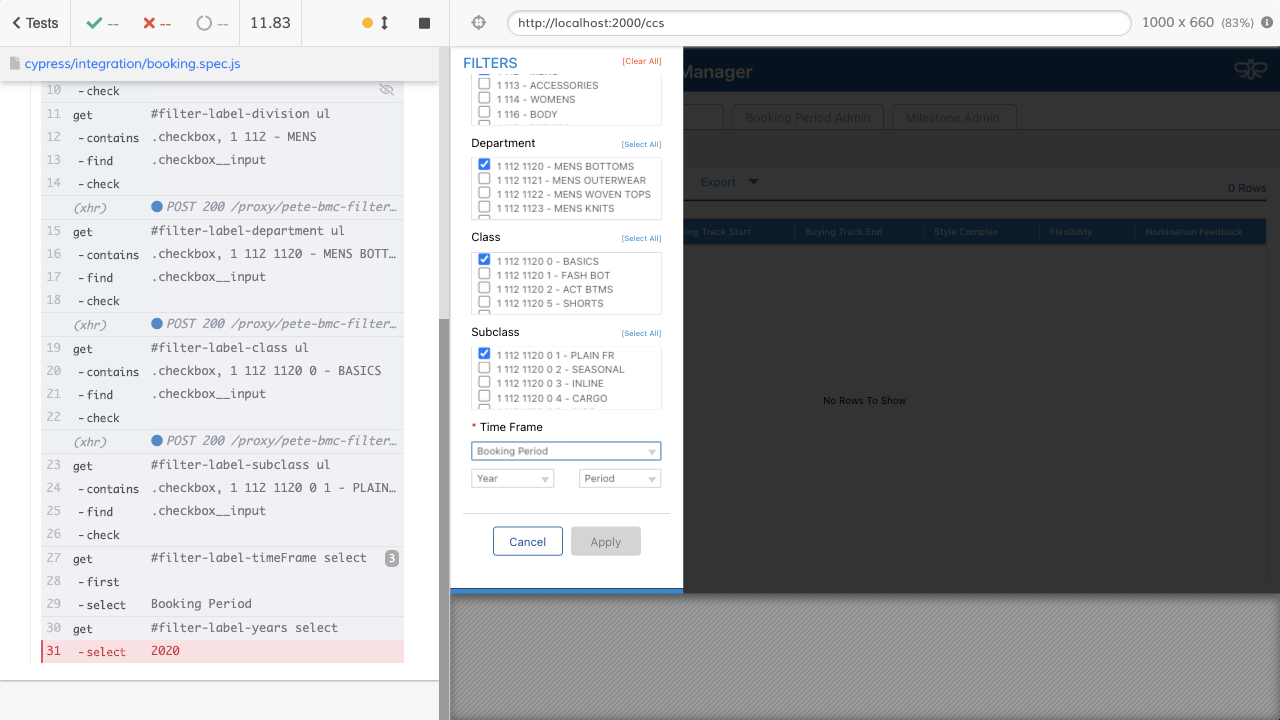 Tests
--
--
--
11.83
http://localhost:2000/ccs
1000 x 660 (83%)
cypress/integration/booking.spec.js
10 - check
11 get #filter-label-division ul
12 - contains .checkbox, 1 112 - MENS
13 - find .checkbox__input
14 - check
(xhr) POST 200 /proxy/pete-bmc-filter…
15 get #filter-label-department ul
16 - contains .checkbox, 1 112 1120 - MENS BOTT…
17 - find .checkbox__input
18 - check
(xhr) POST 200 /proxy/pete-bmc-filter…
19 get #filter-label-class ul
20 - contains .checkbox, 1 112 1120 0 - BASICS
21 - find .checkbox__input
22 - check
(xhr) POST 200 /proxy/pete-bmc-filter…
23 get #filter-label-subclass ul
24 - contains .checkbox, 1 112 1120 0 1 - PLAIN…
25 - find .checkbox__input
26 - check
27 get #filter-label-timeFrame select 3
28 - first
29 - select Booking Period
30 get #filter-label-years select
31 - select 2020
FILTERS [Clear All]
1 113 - ACCESSORIES
1 114 - WOMENS
1 116 - BODY
Department [Select All]
1 112 1120 - MENS BOTTOMS
1 112 1121 - MENS OUTERWEAR
1 112 1122 - MENS WOVEN TOPS
1 112 1123 - MENS KNITS
Class [Select All]
1 112 1120 0 - BASICS
1 112 1120 1 - FASH BOT
1 112 1120 2 - ACT BTMS
1 112 1120 5 - SHORTS
Subclass [Select All]
1 112 1120 0 1 - PLAIN FR
1 112 1120 0 2 - SEASONAL
1 112 1120 0 3 - INLINE
1 112 1120 0 4 - CARGO
* Time Frame
Booking Period
Year Period
Cancel Apply
Manager
Booking Period Admin Milestone Admin
Export
0 Rows
ing Track Start Buying Track End Style Complex Flexibility Nomination Feedback
No Rows To Show